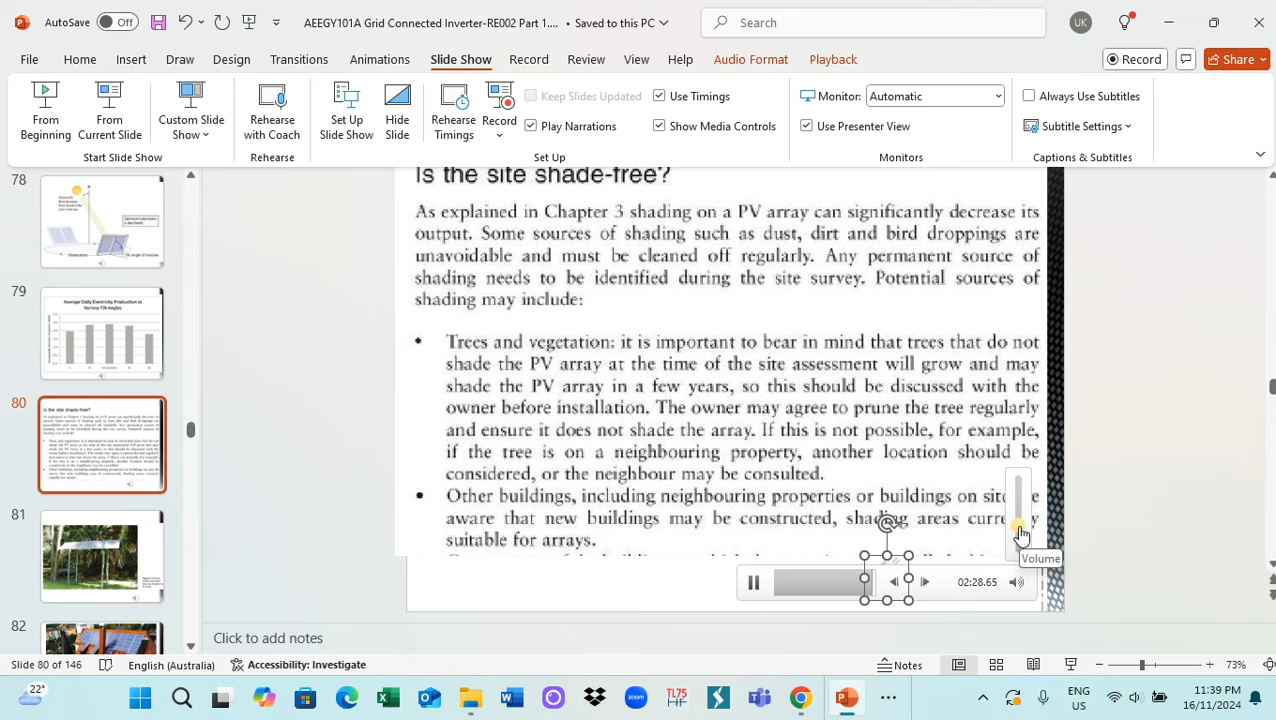 AutoSave Off AEEGY101A Grid Connected Inverter-RE002 Part 1.... • Saved to this PC Search UK
File Home Insert Draw Design Transitions Animations Slide Show Record Review View Help Audio Format Playback Record Share
From Beginning From Current Slide Custom Slide Show Rehearse with Coach Set Up Slide Show Hide Slide Rehearse Timings Record
Keep Slides Updated Use Timings Monitor: Automatic Always Use Subtitles
Play Narrations Show Media Controls Use Presenter View Subtitle Settings
Start Slide Show Rehearse Set Up Monitors Captions & Subtitles
78
79
Average Daily Electricity Production at
Various Tilt Angles
80
81
82
Is the site shade-free?
As explained in Chapter 3 shading on a PV array can significantly decrease its
output. Some sources of shading such as dust, dirt and bird droppings are
unavoidable and must be cleaned off regularly. Any permanent source of
shading needs to be identified during the site survey. Potential sources of
shading may include:
• Trees and vegetation: it is important to bear in mind that trees that do not
shade the PV array at the time of the site assessment will grow and may
shade the PV array in a few years, so this should be discussed with the
owner before installation. The owner may agree to prune the tree regularly
and ensure it does not shade the array. If this is not possible, for example,
if the tree is on a neighbouring property, another location should be
considered, or the neighbour may be consulted.
• Other buildings, including neighbouring properties or buildings on site
aware that new buildings may be constructed, shading areas currently
suitable for arrays.
Volume
02:28.65
Click to add notes
Slide 80 of 146 English (Australia) Accessibility: Investigate Notes 73%
22° TL75 zoom ENG US 11:39 PM 16/11/2024